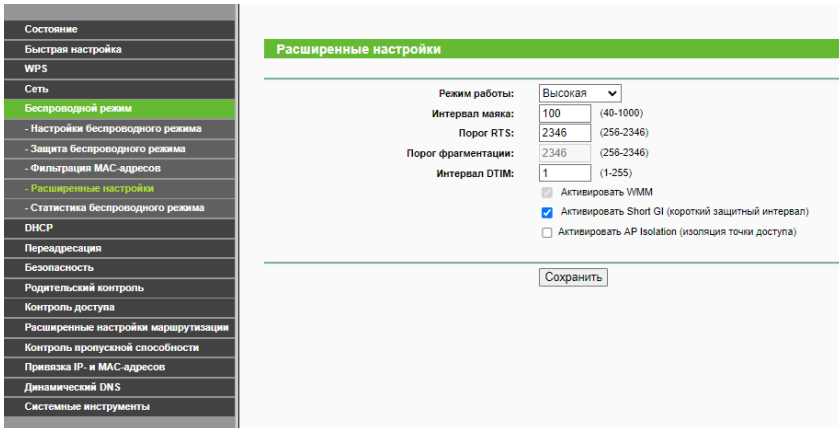 Состояние
Быстрая настройка
WPS
Сеть
Беспроводной режим
- Настройки беспроводного режима
- Защита беспроводного режима
- Фильтрация MAC-адресов
- Расширенные настройки
- Статистика беспроводного режима
DHCP
Переадресация
Безопасность
Родительский контроль
Контроль доступа
Расширенные настройки маршрутизации
Контроль пропускной способности
Привязка IP- и MAC-адресов
Динамический DNS
Системные инструменты
Расширенные настройки
Режим работы: Высокая
Интервал маяка: 100 (40-1000)
Порог RTS: 2346 (256-2346)
Порог фрагментации: 2346 (256-2346)
Интервал DTIM: 1 (1-255)
Активировать WMM
Активировать Short GI (короткий защитный интервал)
Активировать AP Isolation (изоляция точки доступа)
Сохранить